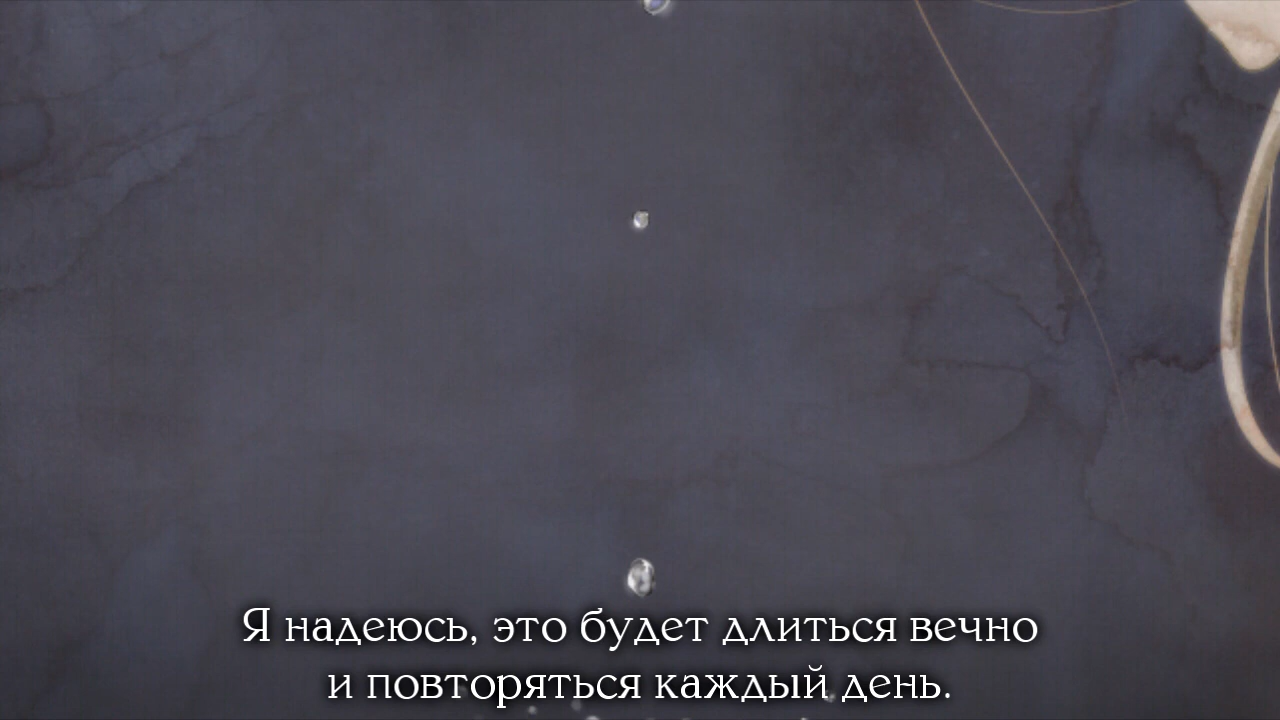 Я надеюсь, это будет длиться вечно
и повторяться каждый день.